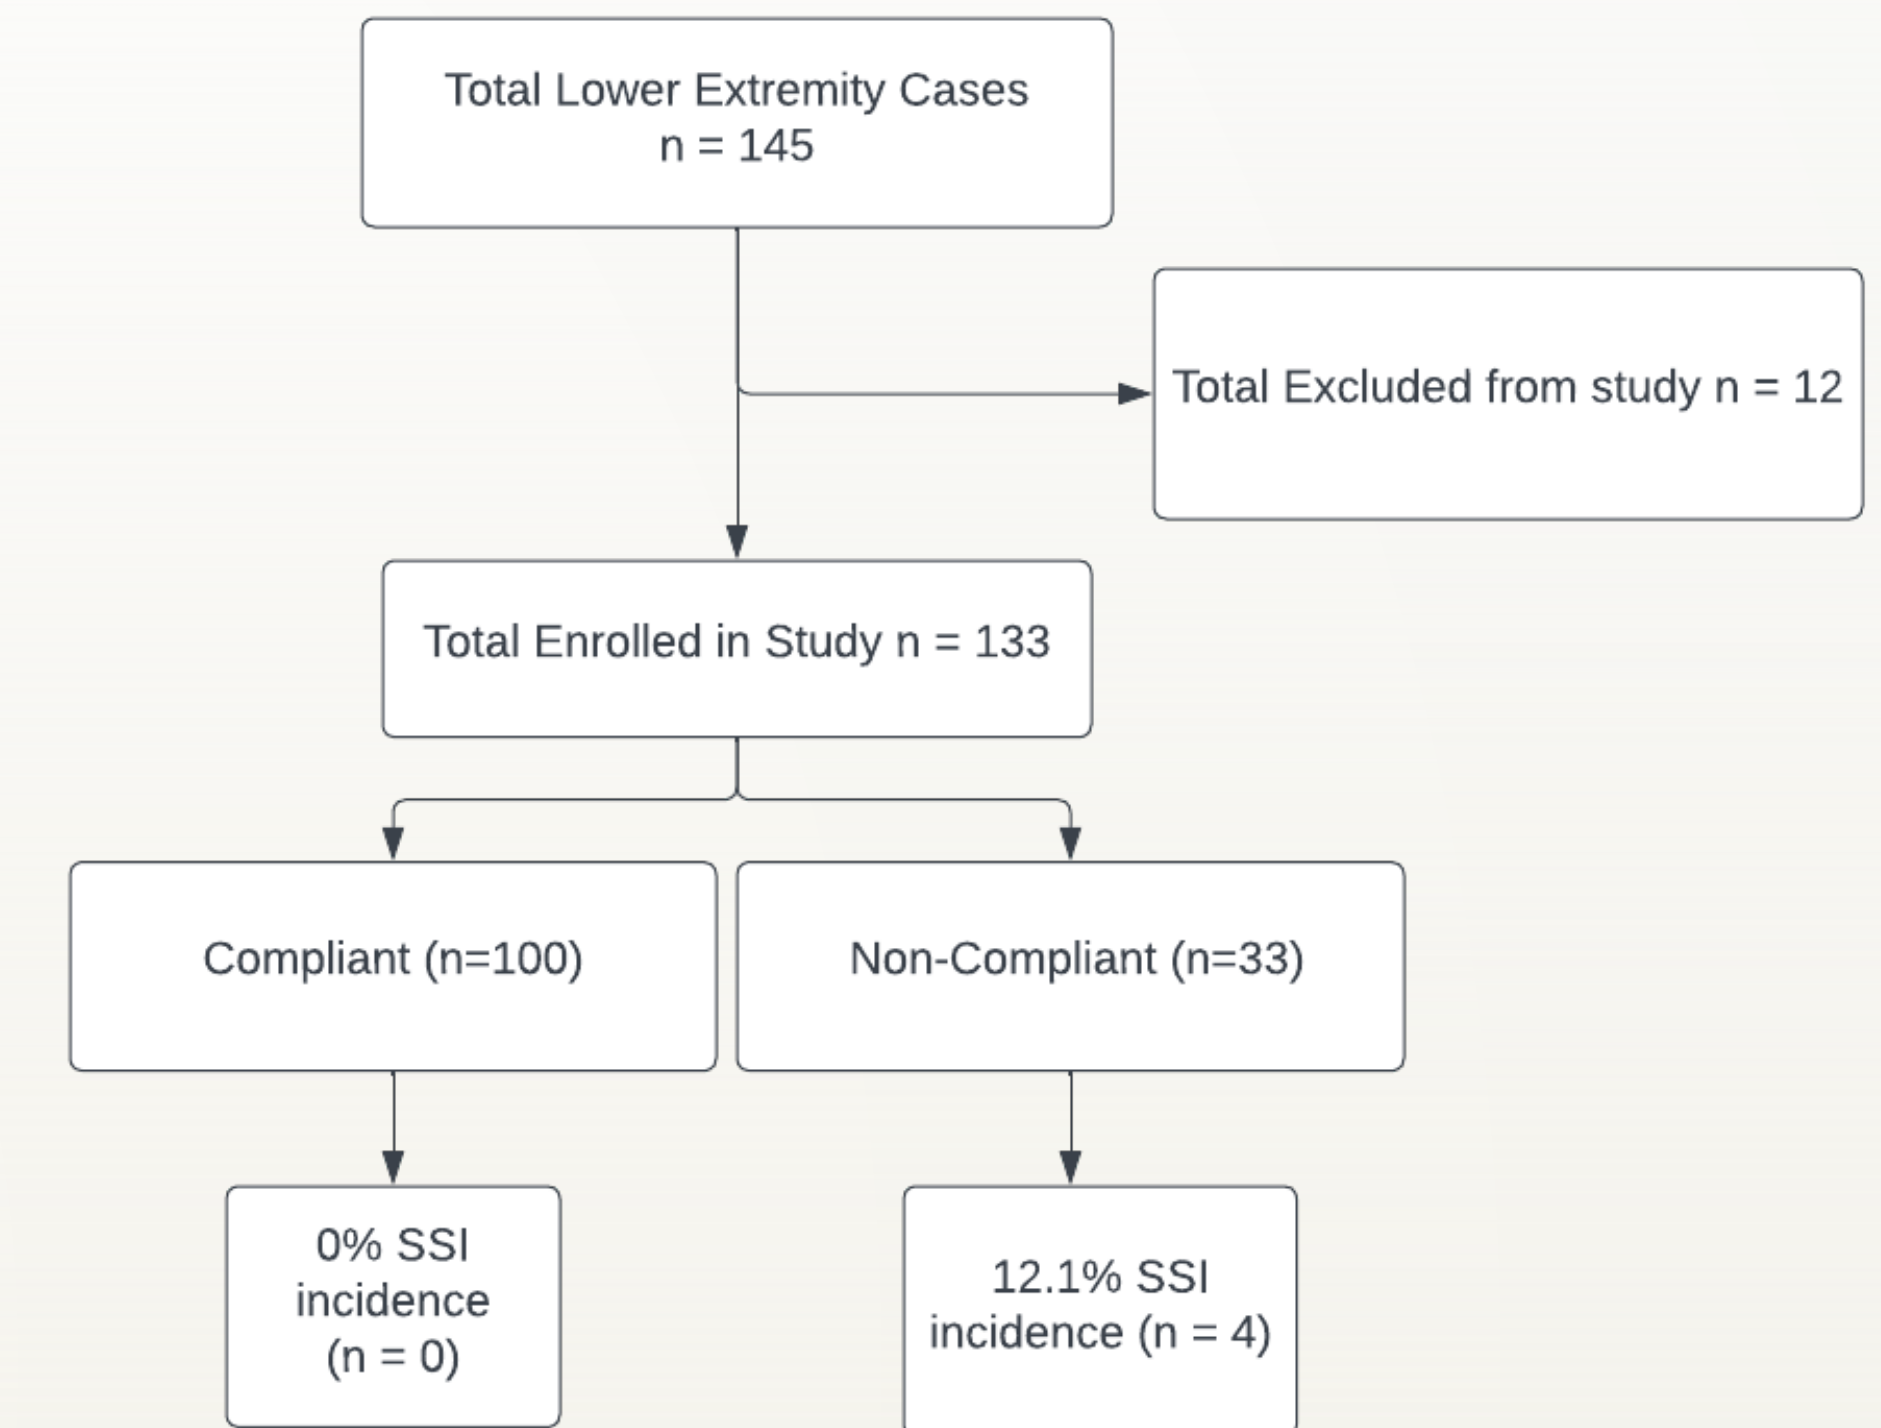 Total Lower Extremity Cases
n = 145
Total Excluded from study n = 12
Total Enrolled in Study n = 133
Compliant (n=100)
Non-Compliant (n=33)
0% SSI
incidence
(n = 0)
12.1% SSI
incidence (n = 4)